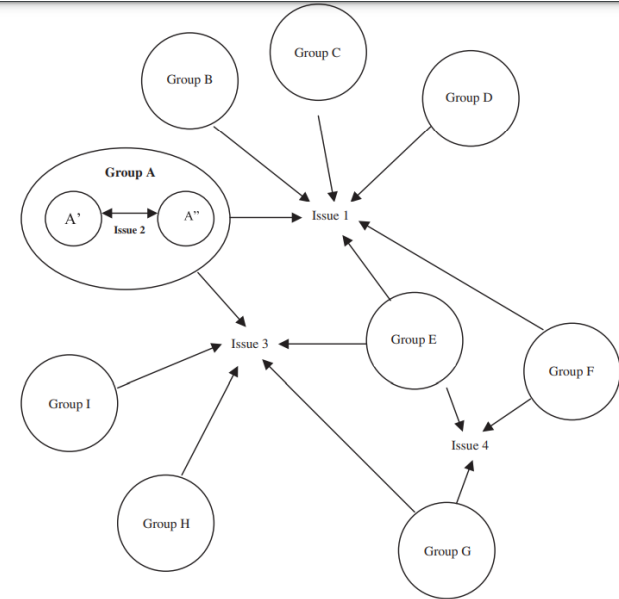 Group C
Group B
Group D
Group A
A’
A”
Issue 2
Issue 1
Issue 3
Group E
Group F
Group I
Issue 4
Group H
Group G